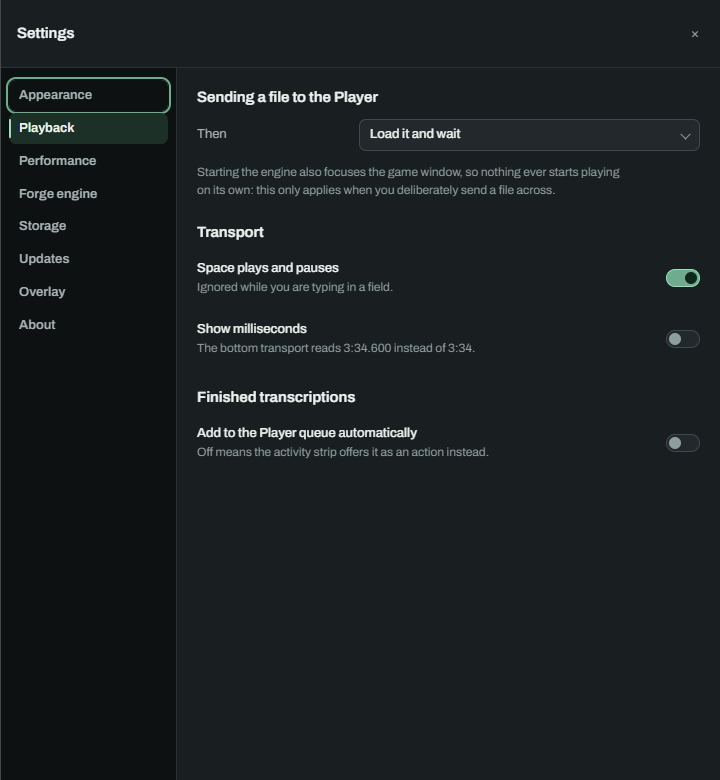 Settings
×
Appearance
Playback
Performance
Forge engine
Storage
Updates
Overlay
About
Sending a file to the Player
Then
Load it and wait
Starting the engine also focuses the game window, so nothing ever starts playing
on its own: this only applies when you deliberately send a file across.
Transport
Space plays and pauses
Ignored while you are typing in a field.
Show milliseconds
The bottom transport reads 3:34.600 instead of 3:34.
Finished transcriptions
Add to the Player queue automatically
Off means the activity strip offers it as an action instead.